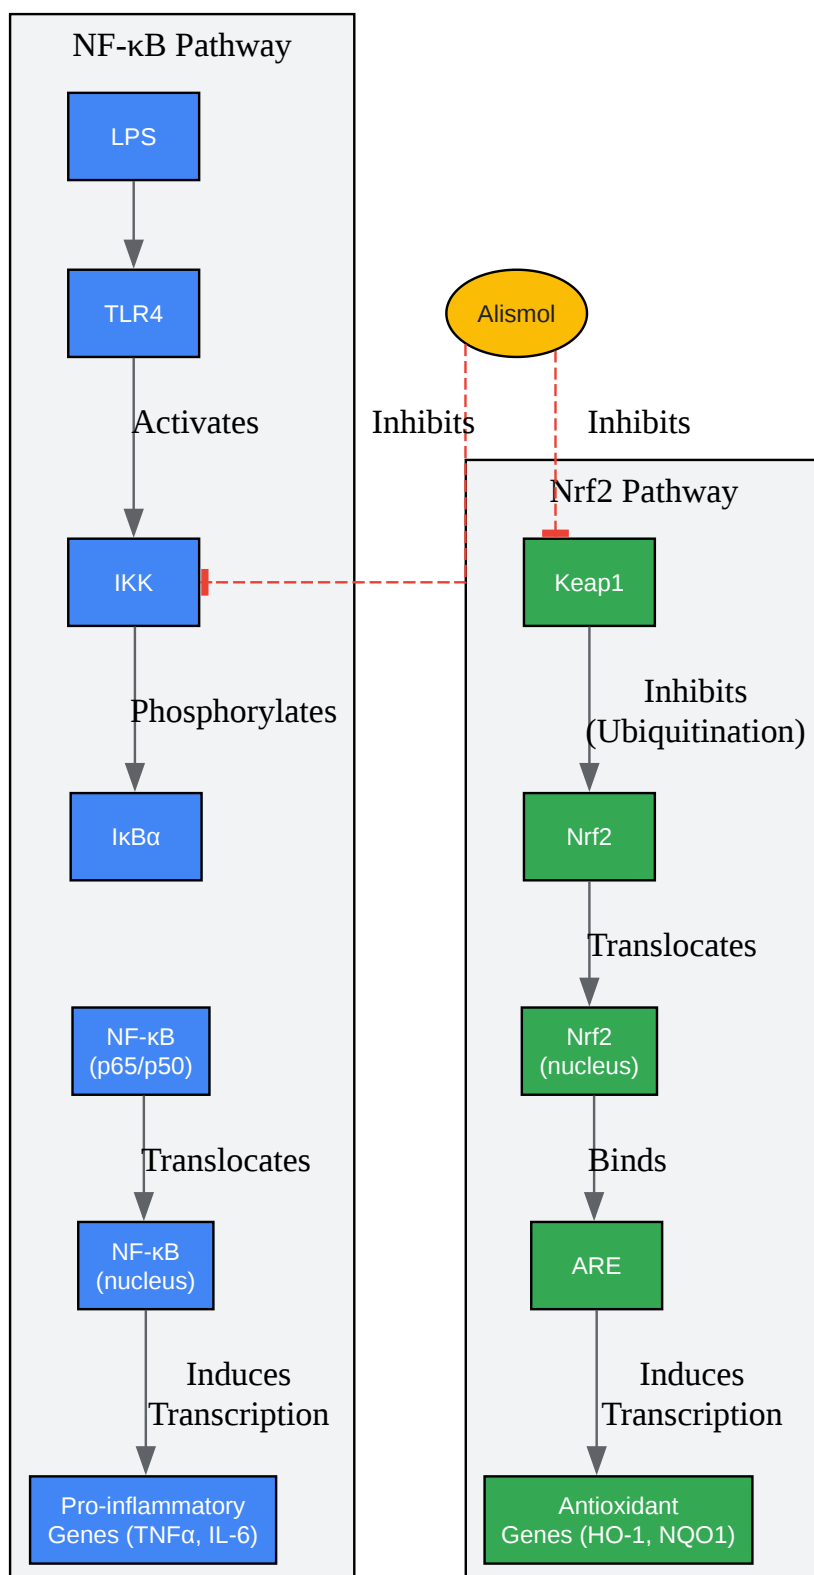 NF-κB Pathway
LPS
TLR4
Activates
IKK
Phosphorylates
IκBα
NF-κB
(p65/p50)
Translocates
NF-κB
(nucleus)
Induces
Transcription
Pro-inflammatory
Genes (TNFα, IL-6)
Alismol
Inhibits
Inhibits
Nrf2 Pathway
Keap1
Inhibits
(Ubiquitination)
Nrf2
Translocates
Nrf2
(nucleus)
Binds
ARE
Induces
Transcription
Antioxidant
Genes (HO-1, NQO1)